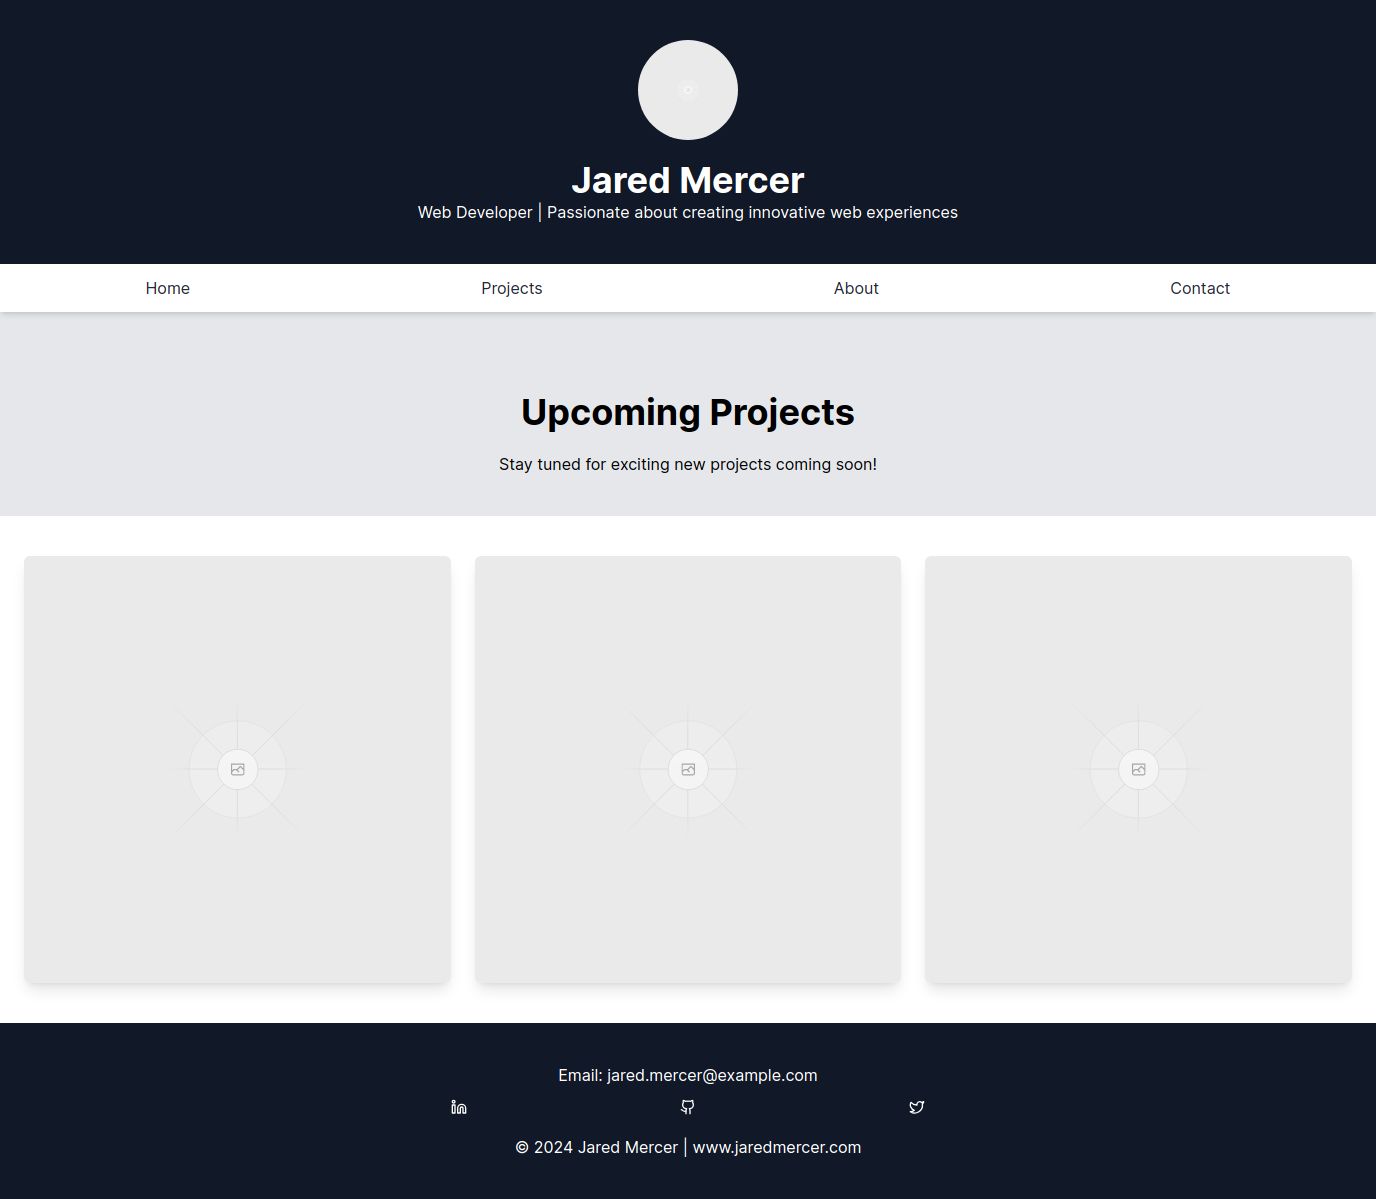 Jared Mercer
Web Developer | Passionate about creating innovative web experiences
Home Projects About Contact
Upcoming Projects
Stay tuned for exciting new projects coming soon!
Email: jared.mercer@example.com
© 2024 Jared Mercer | www.jaredmercer.com